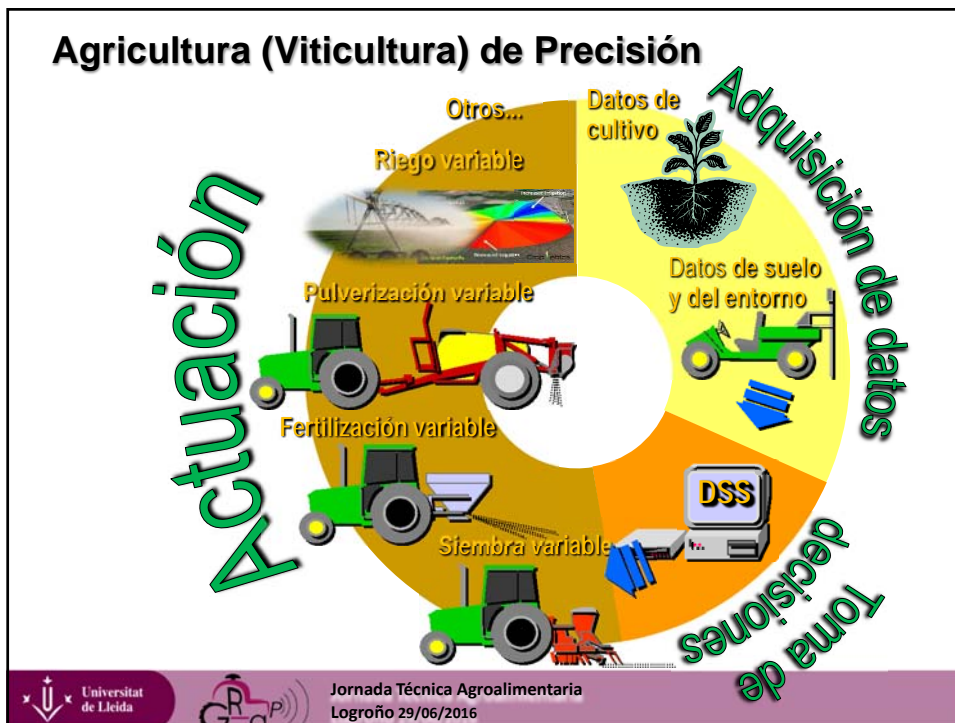 Agricultura (Viticultura) de Precisión
Otros...
Datos de
cultivo
Adquisición de datos
Riego variable
Datos de suelo
y del entorno
Actuación
Pulverización variable
Fertilización variable
DSS
Siembra variable
Toma de
decisiones
Universitat
de Lleida
GRAP
Jornada Técnica Agroalimentaria
Logroño 29/06/2016